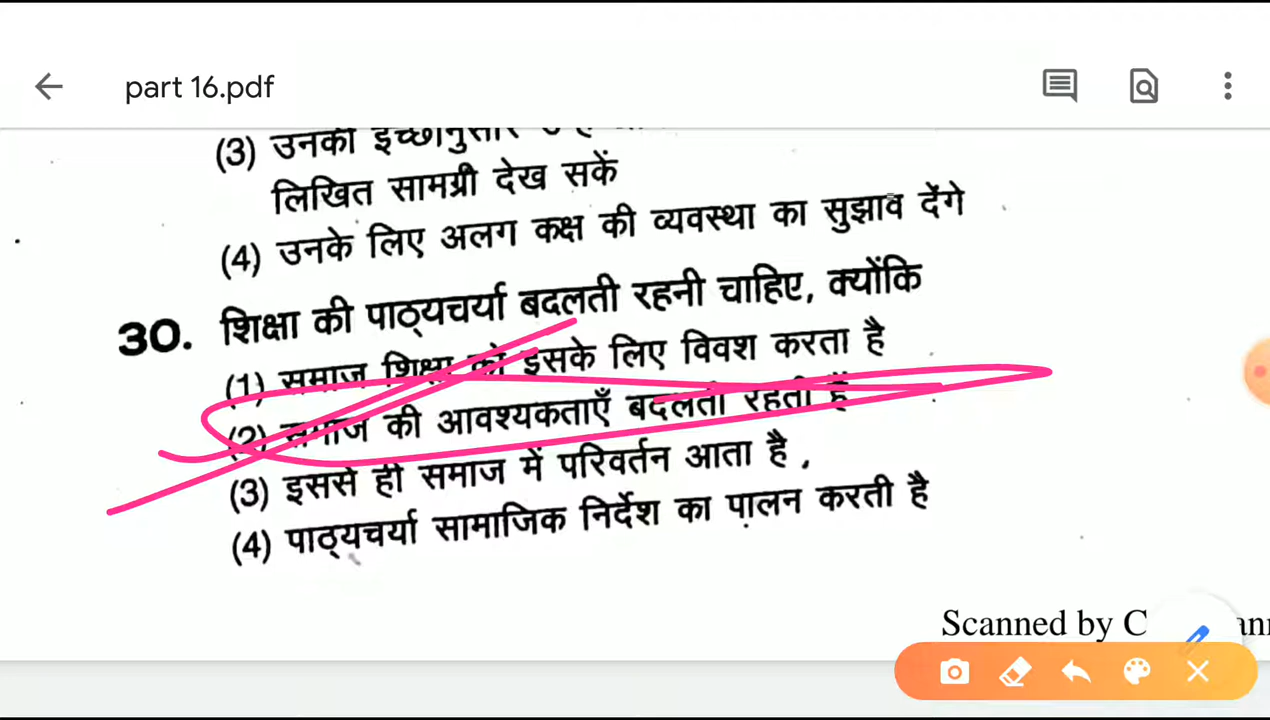 part 16.pdf
(3) उनकी इच्छानुसार
लिखित सामग्री देख सकें
(4) उनके लिए अलग कक्ष की व्यवस्था का सुझाव देंगे
30. शिक्षा की पाठ्यचर्या बदलती रहनी चाहिए, क्योंकि
(1) समाज शिक्षा को इसके लिए विवश करता है
(2) समाज की आवश्यकताएँ बदलती रहती हैं
(3) इससे ही समाज में परिवर्तन आता है ,
(4) पाठ्यचर्या सामाजिक निर्देश का पालन करती है
Scanned by C